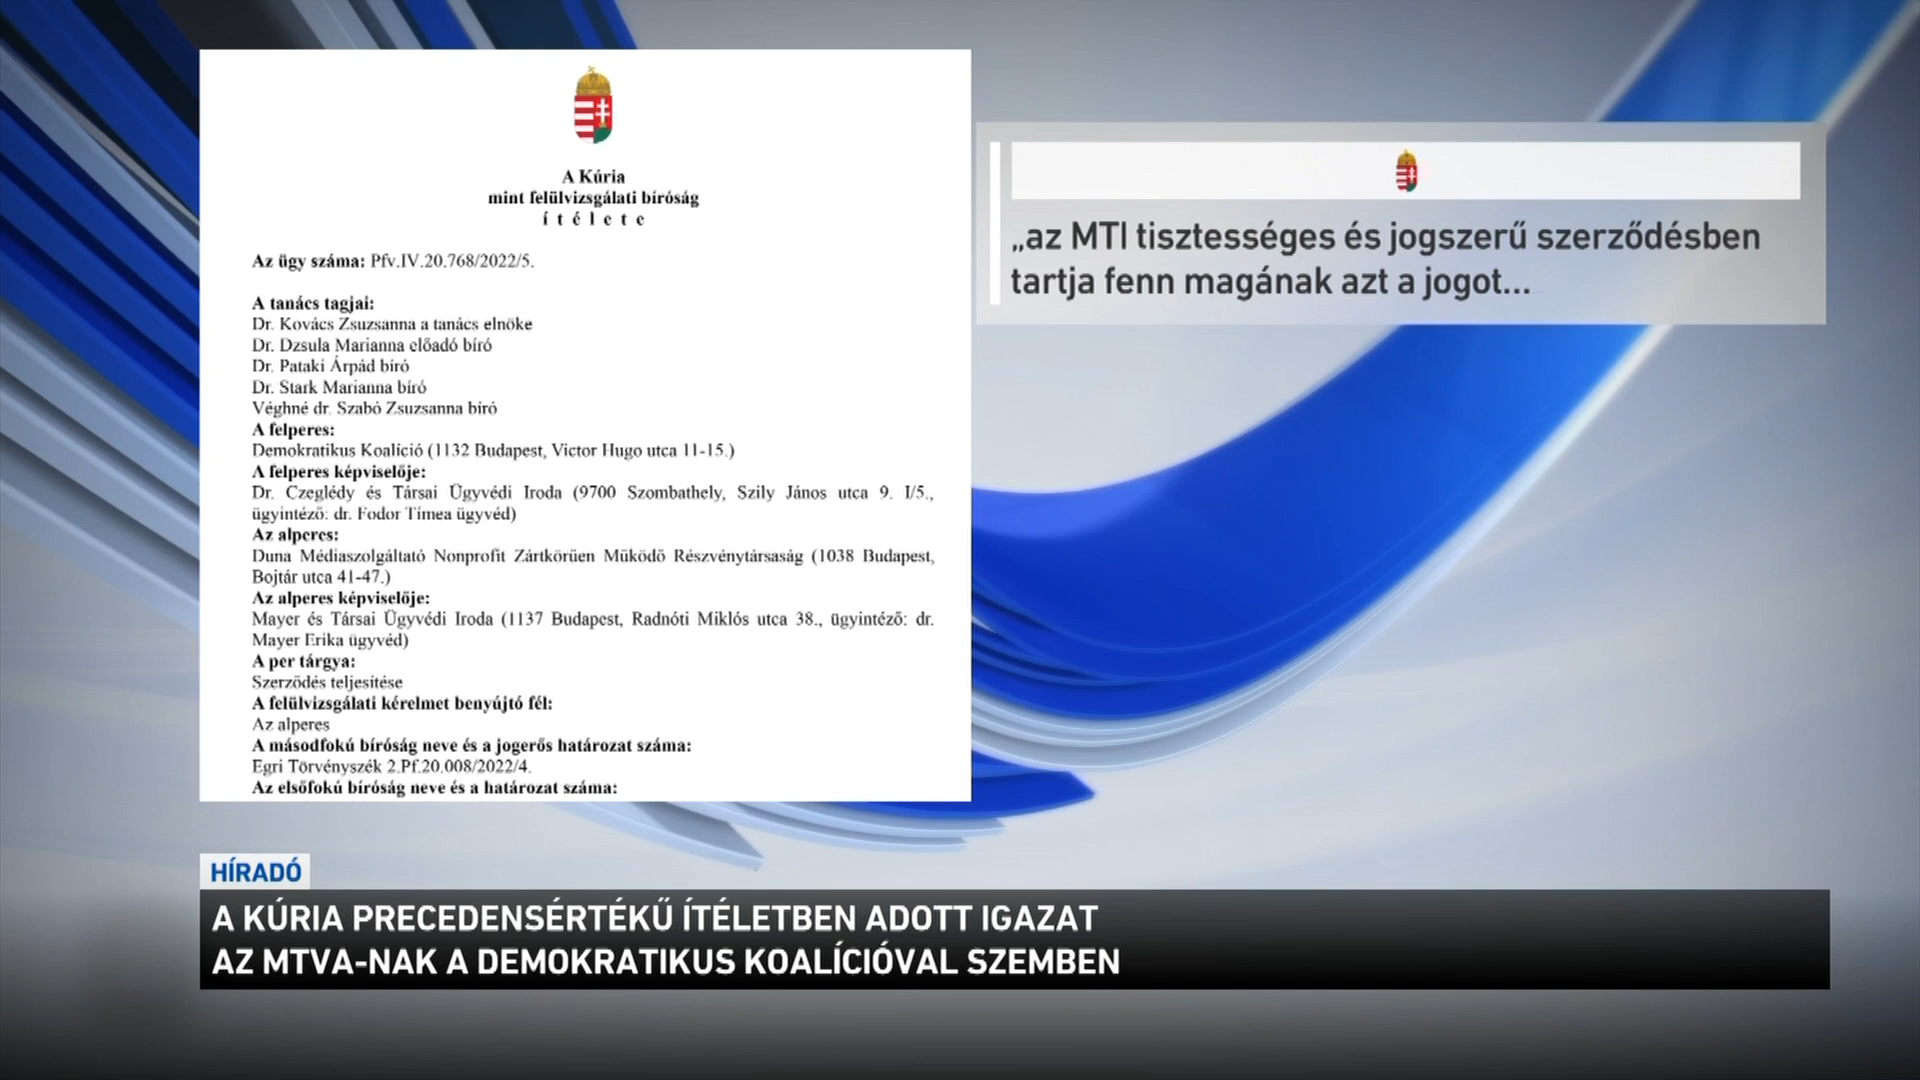 A Kúria
mint felülvizsgálati bíróság
í t é l e t e
Az ügy száma: Pfv.IV.20.768/2022/5.
A tanács tagjai:
Dr. Kovács Zsuzsanna a tanács elnöke
Dr. Dzsula Marianna előadó bíró
Dr. Pataki Árpád bíró
Dr. Stark Marianna bíró
Véghné dr. Szabó Zsuzsanna bíró
A felperes:
Demokratikus Koalíció (1132 Budapest, Victor Hugo utca 11-15.)
A felperes képviselője:
Dr. Czeglédy és Társai Ügyvédi Iroda (9700 Szombathely, Szily János utca 9. I/5.,
ügyintéző: dr. Fodor Tímea ügyvéd)
Az alperes:
Duna Médiaszolgáltató Nonprofit Zártkörűen Működő Részvénytársaság (1038 Budapest,
Bojtár utca 41-47.)
Az alperes képviselője:
Mayer és Társai Ügyvédi Iroda (1137 Budapest, Radnóti Miklós utca 38., ügyintéző: dr.
Mayer Erika ügyvéd)
A per tárgya:
Szerződés teljesítése
A felülvizsgálati kérelmet benyújtó fél:
Az alperes
A másodfokú bíróság neve és a jogerős határozat száma:
Egri Törvényszék 2.Pf.20.008/2022/4.
Az elsőfokú bíróság neve és a határozat száma:
„az MTI tisztességes és jogszerű szerződésben
tartja fenn magának azt a jogot...
HÍRADÓ
A KÚRIA PRECEDENSÉRTÉKŰ ÍTÉLETBEN ADOTT IGAZAT
AZ MTVA-NAK A DEMOKRATIKUS KOALÍCIÓVAL SZEMBEN